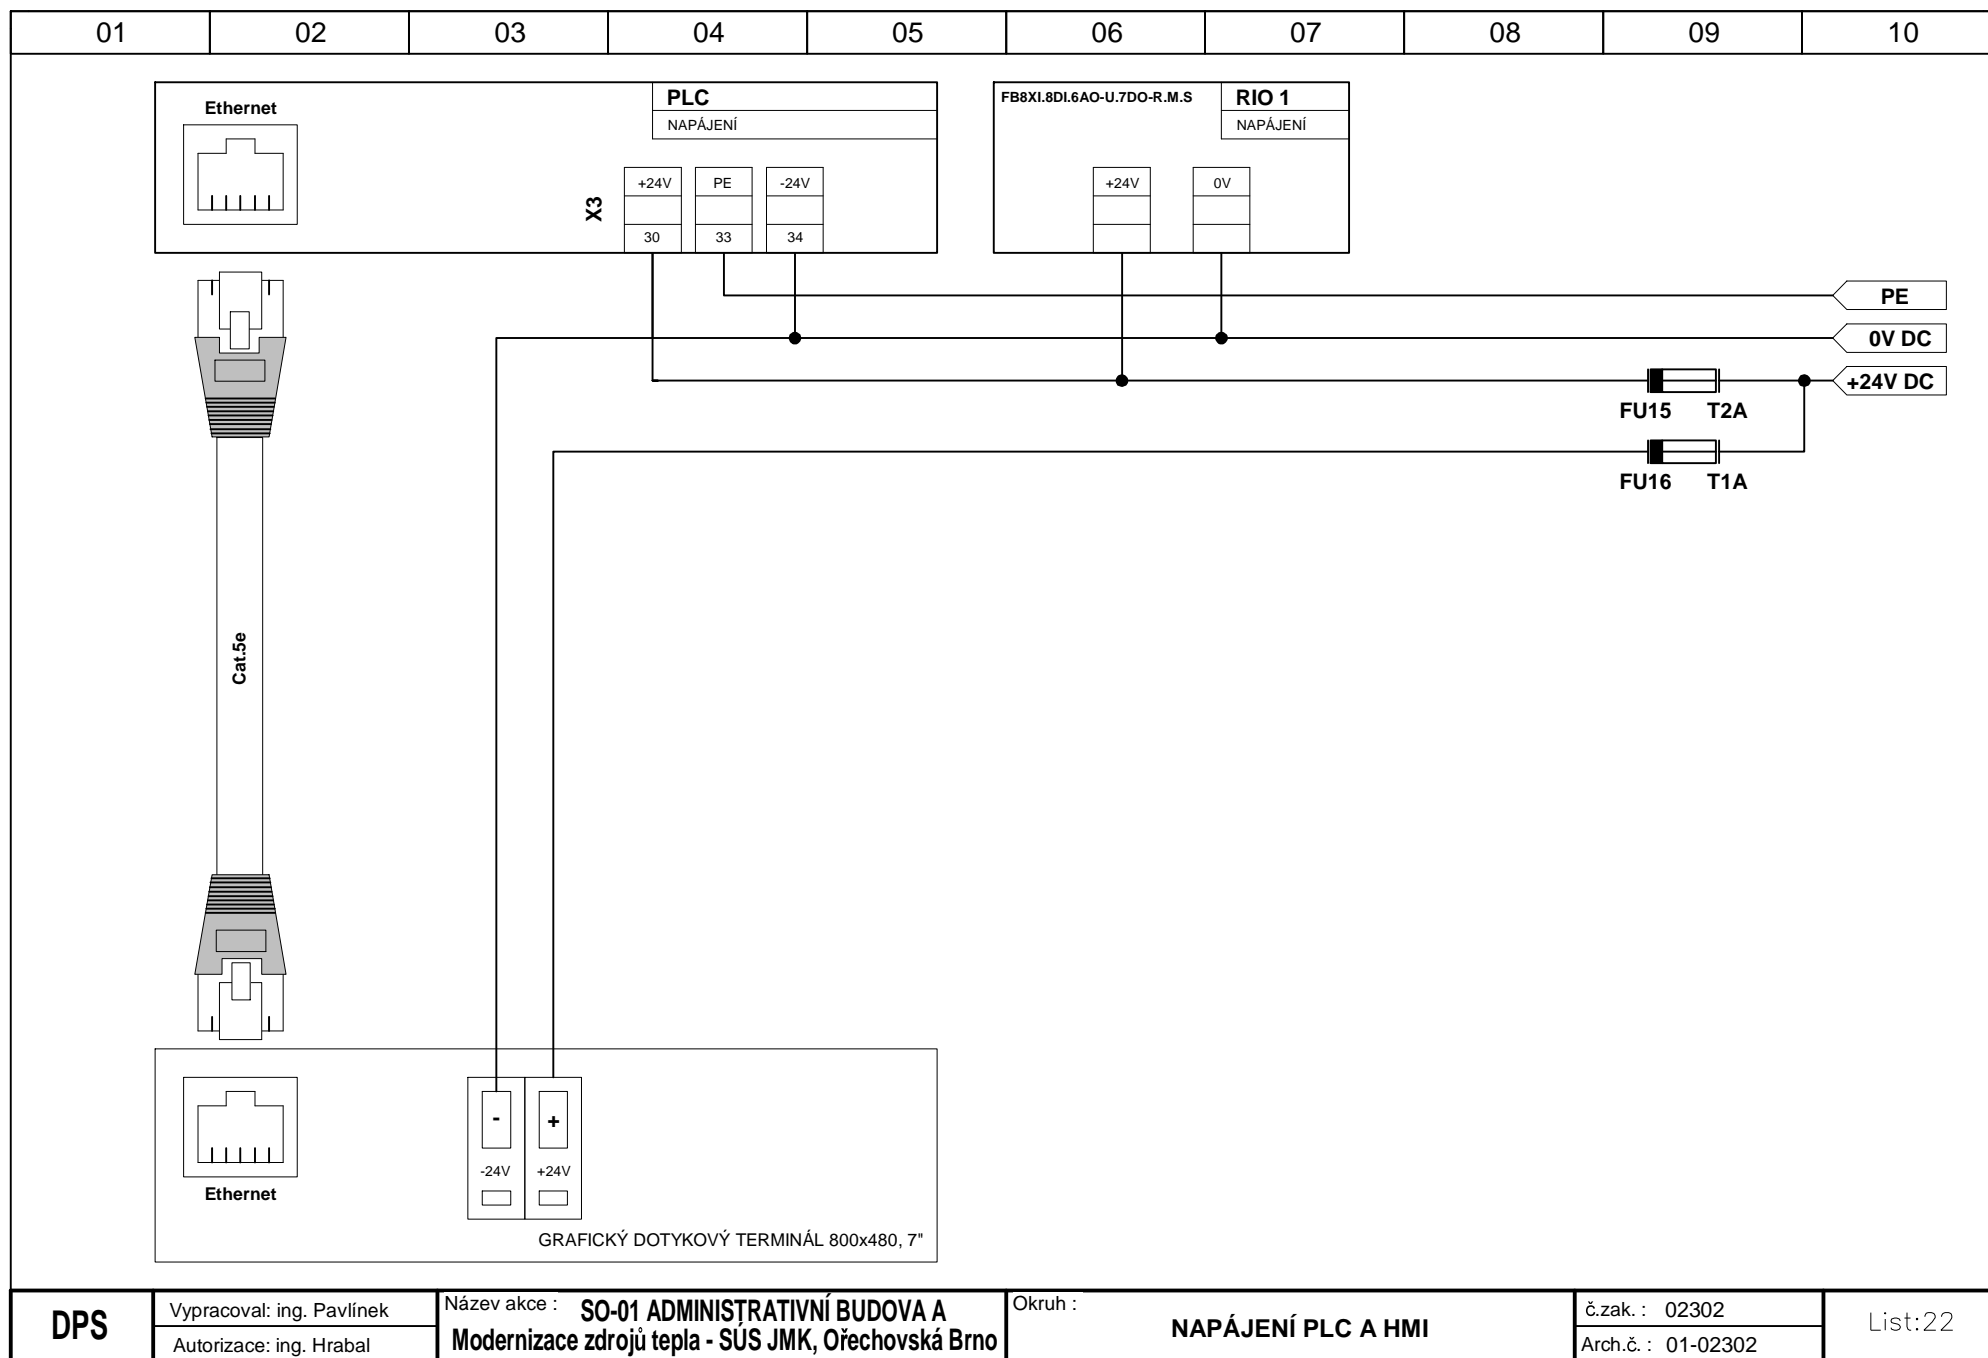 01 02 03 04 05 06 07 08 09 10
Ethernet
PLC
NAPÁJENÍ
X3
+24V PE -24V
30 33 34
FB8XI.8DI.6AO-U.7DO-R.M.S
RIO 1
NAPÁJENÍ
+24V 0V
PE
0V DC
+24V DC
FU15 T2A
FU16 T1A
Cat.5e
- +
-24V +24V
Ethernet
GRAFICKÝ DOTYKOVÝ TERMINÁL 800x480, 7"
DPS
Vypracoval: ing. Pavlínek
Autorizace: ing. Hrabal
Název akce :
SO-01 ADMINISTRATIVNÍ BUDOVA A
Modernizace zdrojů tepla - SÚS JMK, Ořechovská Brno
Okruh :
NAPÁJENÍ PLC A HMI
č.zak. : 02302
Arch.č. : 01-02302
List:22